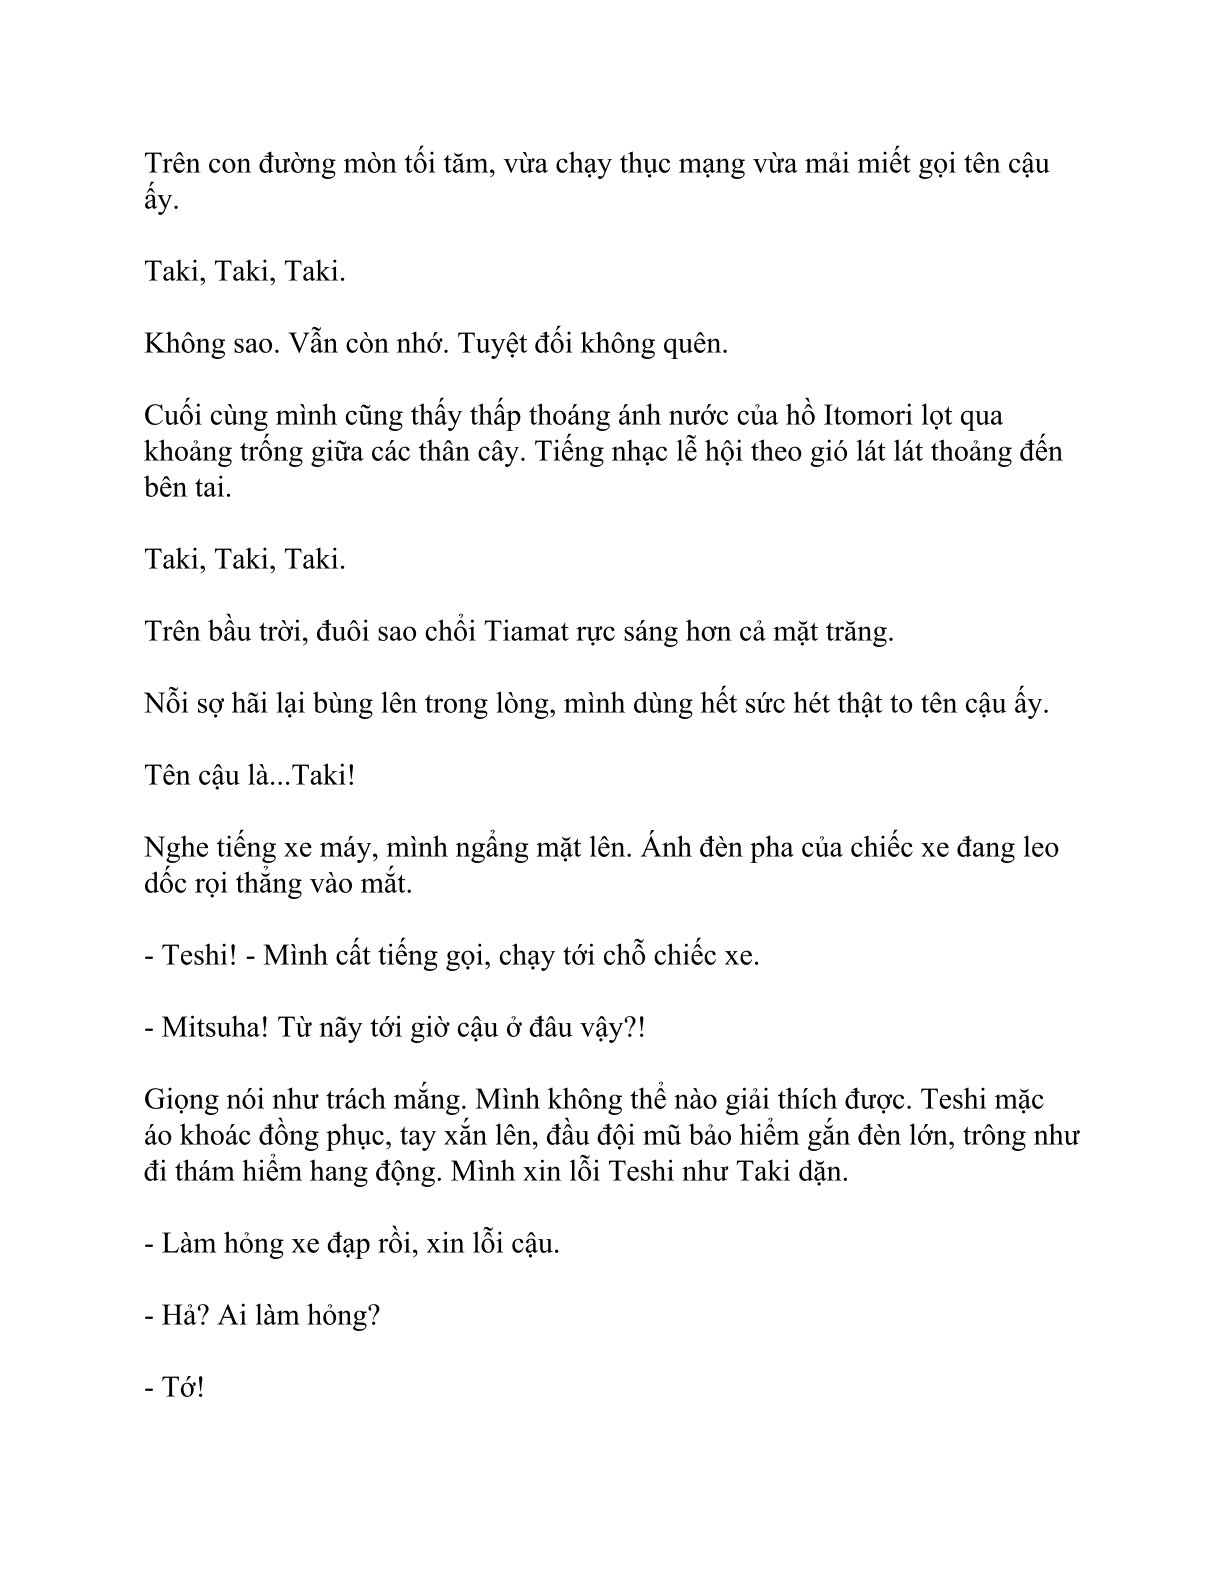 Trên con đường mòn tối tăm, vừa chạy thục mạng vừa mải miết gọi tên cậu
ấy.
Taki, Taki, Taki.
Không sao. Vẫn còn nhớ. Tuyệt đối không quên.
Cuối cùng mình cũng thấy thấp thoáng ánh nước của hồ Itomori lọt qua
khoảng trống giữa các thân cây. Tiếng nhạc lễ hội theo gió lát lát thoảng đến
bên tai.
Taki, Taki, Taki.
Trên bầu trời, đuôi sao chổi Tiamat rực sáng hơn cả mặt trăng.
Nỗi sợ hãi lại bùng lên trong lòng, mình dùng hết sức hét thật to tên cậu ấy.
Tên cậu là...Taki!
Nghe tiếng xe máy, mình ngẩng mặt lên. Ánh đèn pha của chiếc xe đang leo
dốc rọi thẳng vào mắt.
- Teshi! - Mình cất tiếng gọi, chạy tới chỗ chiếc xe.
- Mitsuha! Từ nãy tới giờ cậu ở đâu vậy?!
Giọng nói như trách mắng. Mình không thể nào giải thích được. Teshi mặc
áo khoác đồng phục, tay xắn lên, đầu đội mũ bảo hiểm gắn đèn lớn, trông như
đi thám hiểm hang động. Mình xin lỗi Teshi như Taki dặn.
- Làm hỏng xe đạp rồi, xin lỗi cậu.
- Hả? Ai làm hỏng?
- Tớ!